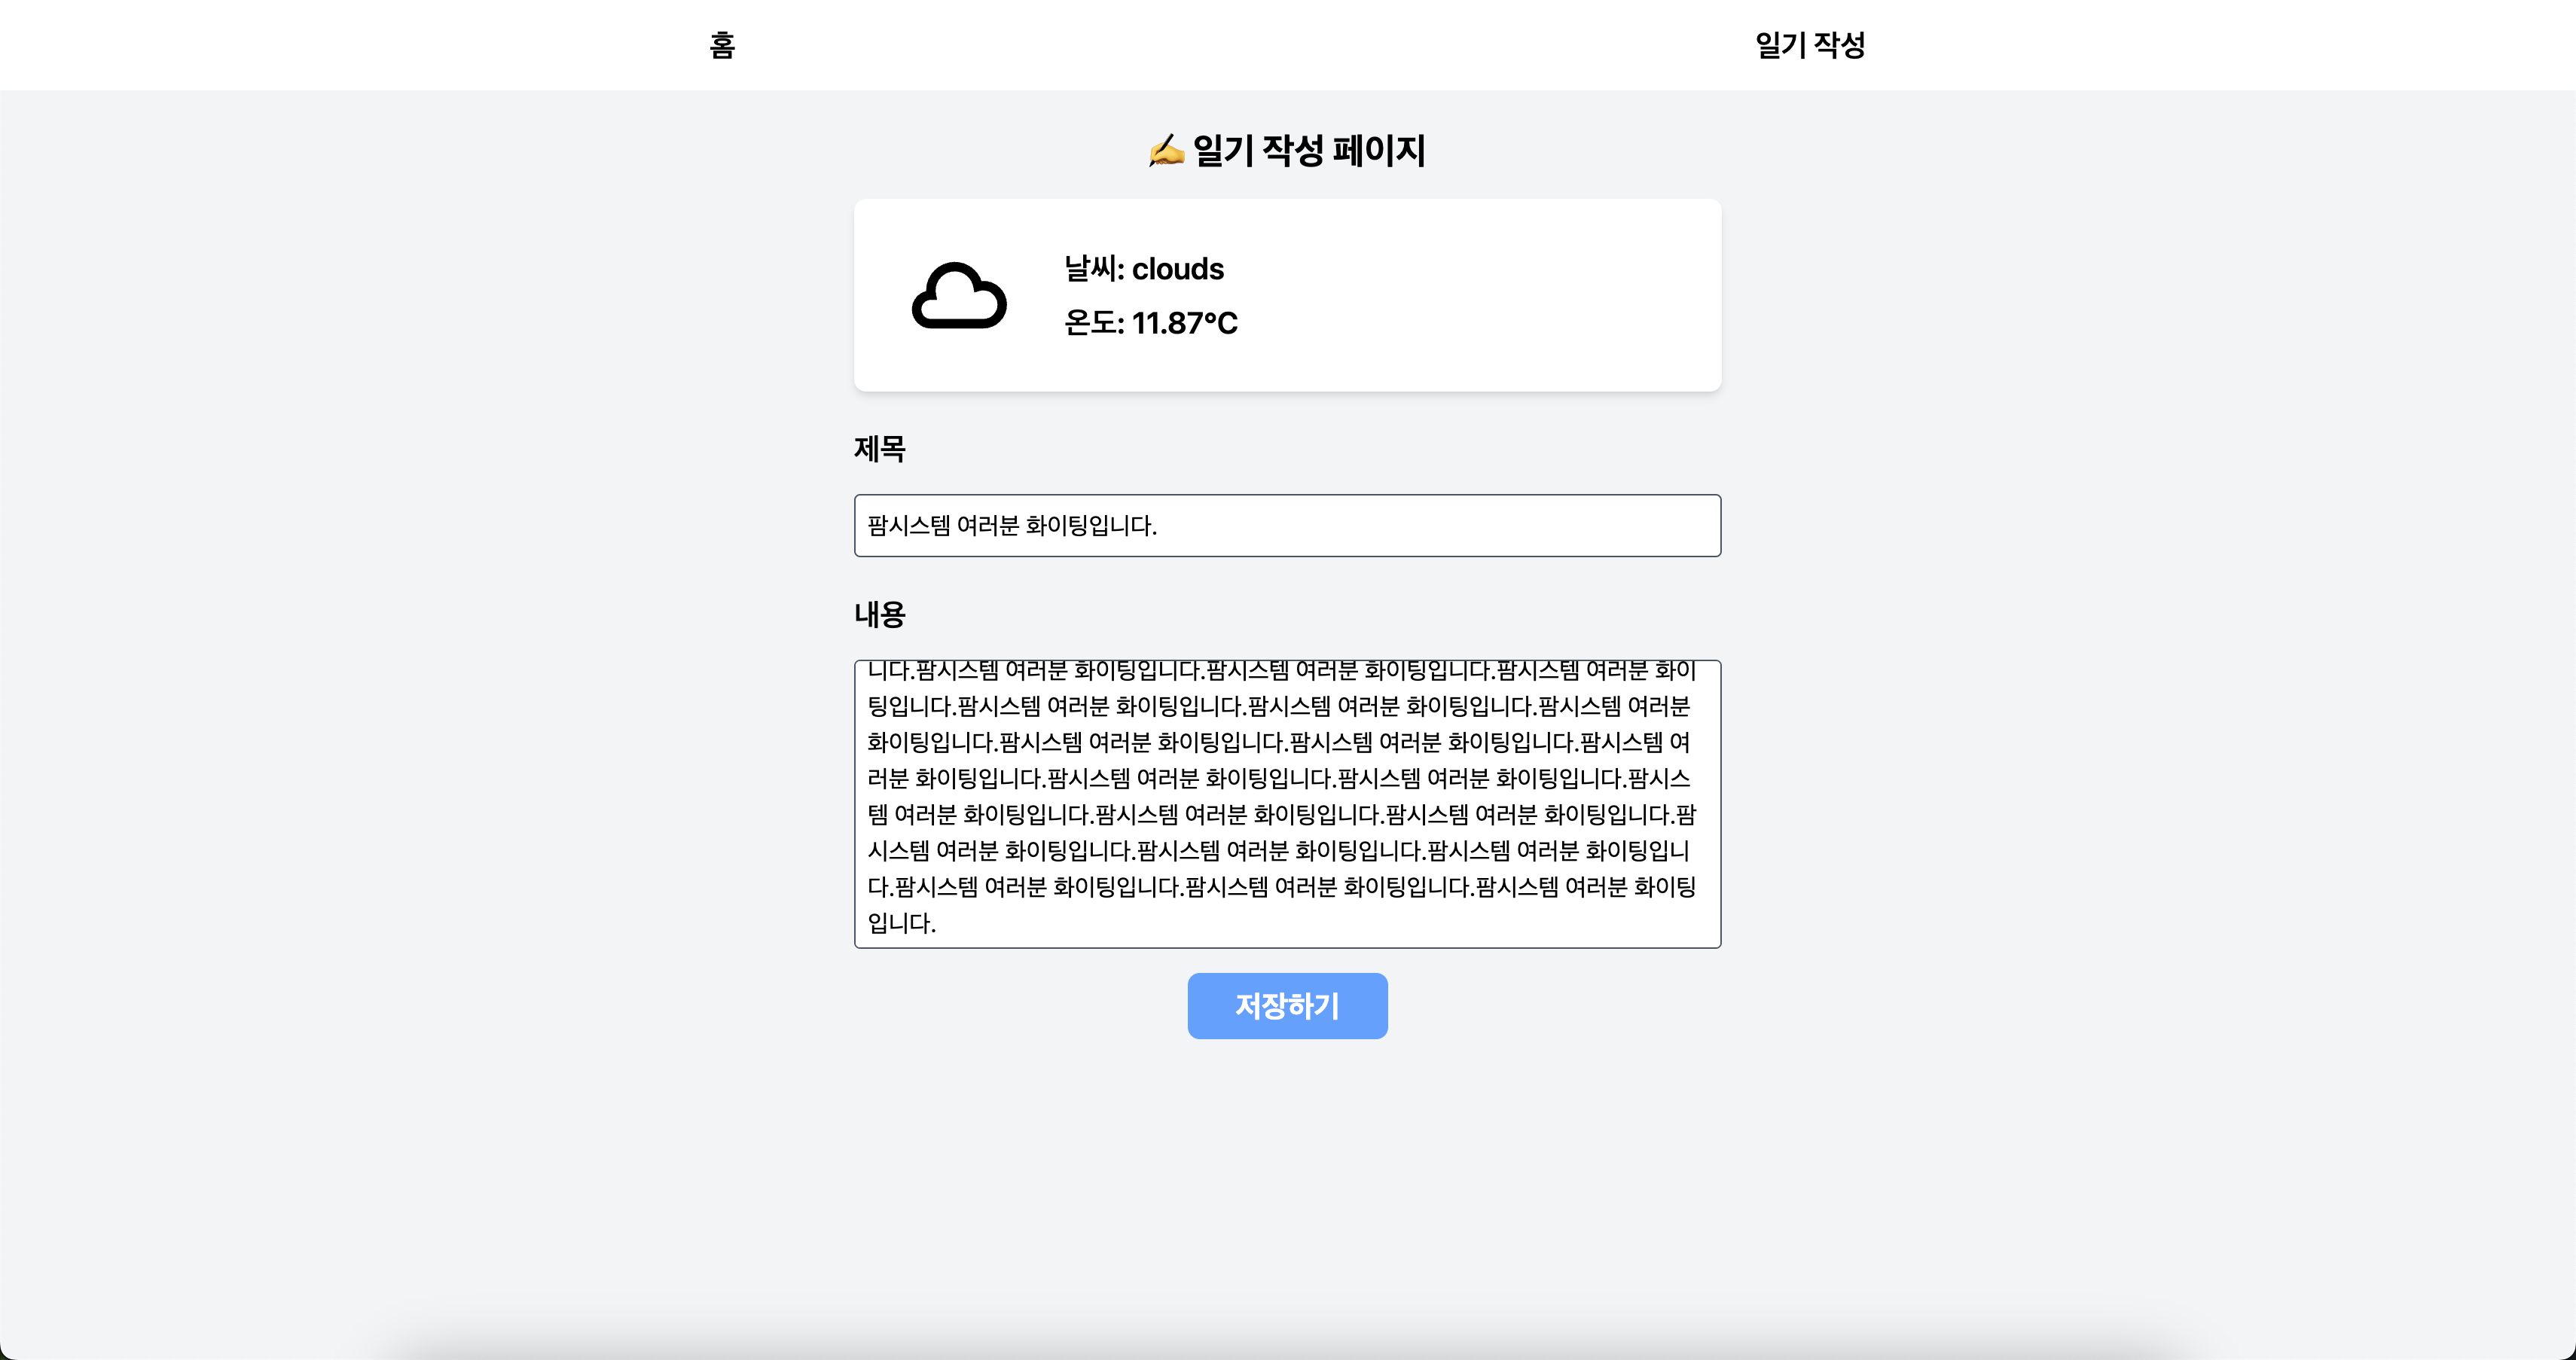 홈
일기 작성
✍️ 일기 작성 페이지
날씨: clouds
온도: 11.87°C
제목
팜시스템 여러분 화이팅입니다.
내용
니다.팜시스템 여러분 화이팅입니다.팜시스템 여러분 화이팅입니다.팜시스템 여러분 화이
팅입니다.팜시스템 여러분 화이팅입니다.팜시스템 여러분 화이팅입니다.팜시스템 여러분
화이팅입니다.팜시스템 여러분 화이팅입니다.팜시스템 여러분 화이팅입니다.팜시스템 여
러분 화이팅입니다.팜시스템 여러분 화이팅입니다.팜시스템 여러분 화이팅입니다.팜시스
템 여러분 화이팅입니다.팜시스템 여러분 화이팅입니다.팜시스템 여러분 화이팅입니다.팜
시스템 여러분 화이팅입니다.팜시스템 여러분 화이팅입니다.팜시스템 여러분 화이팅입니
다.팜시스템 여러분 화이팅입니다.팜시스템 여러분 화이팅입니다.팜시스템 여러분 화이팅
입니다.
저장하기